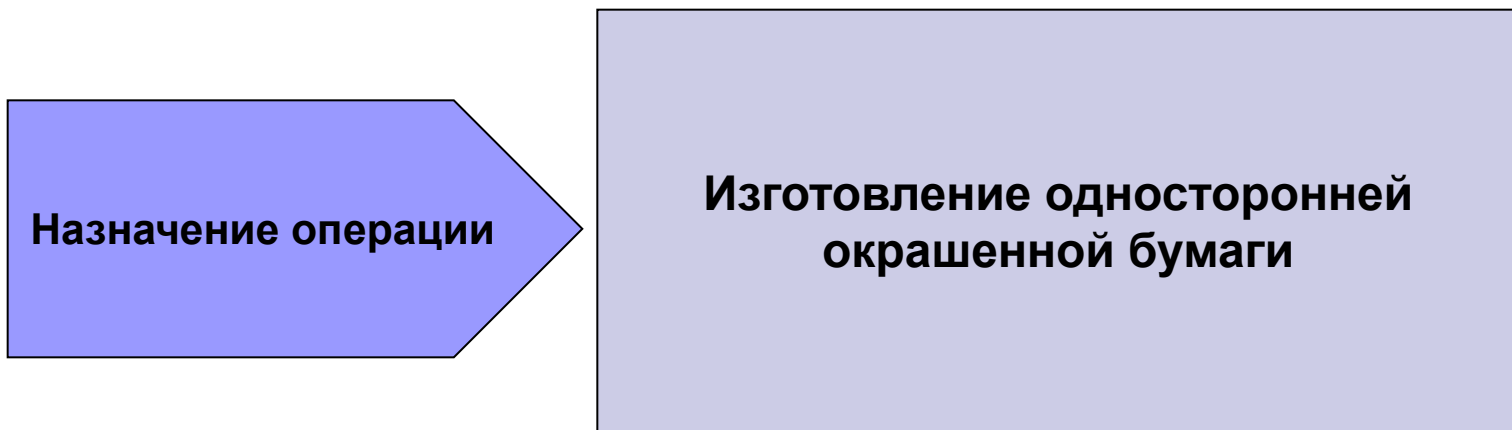 Назначение операции
Изготовление односторонней
окрашенной бумаги